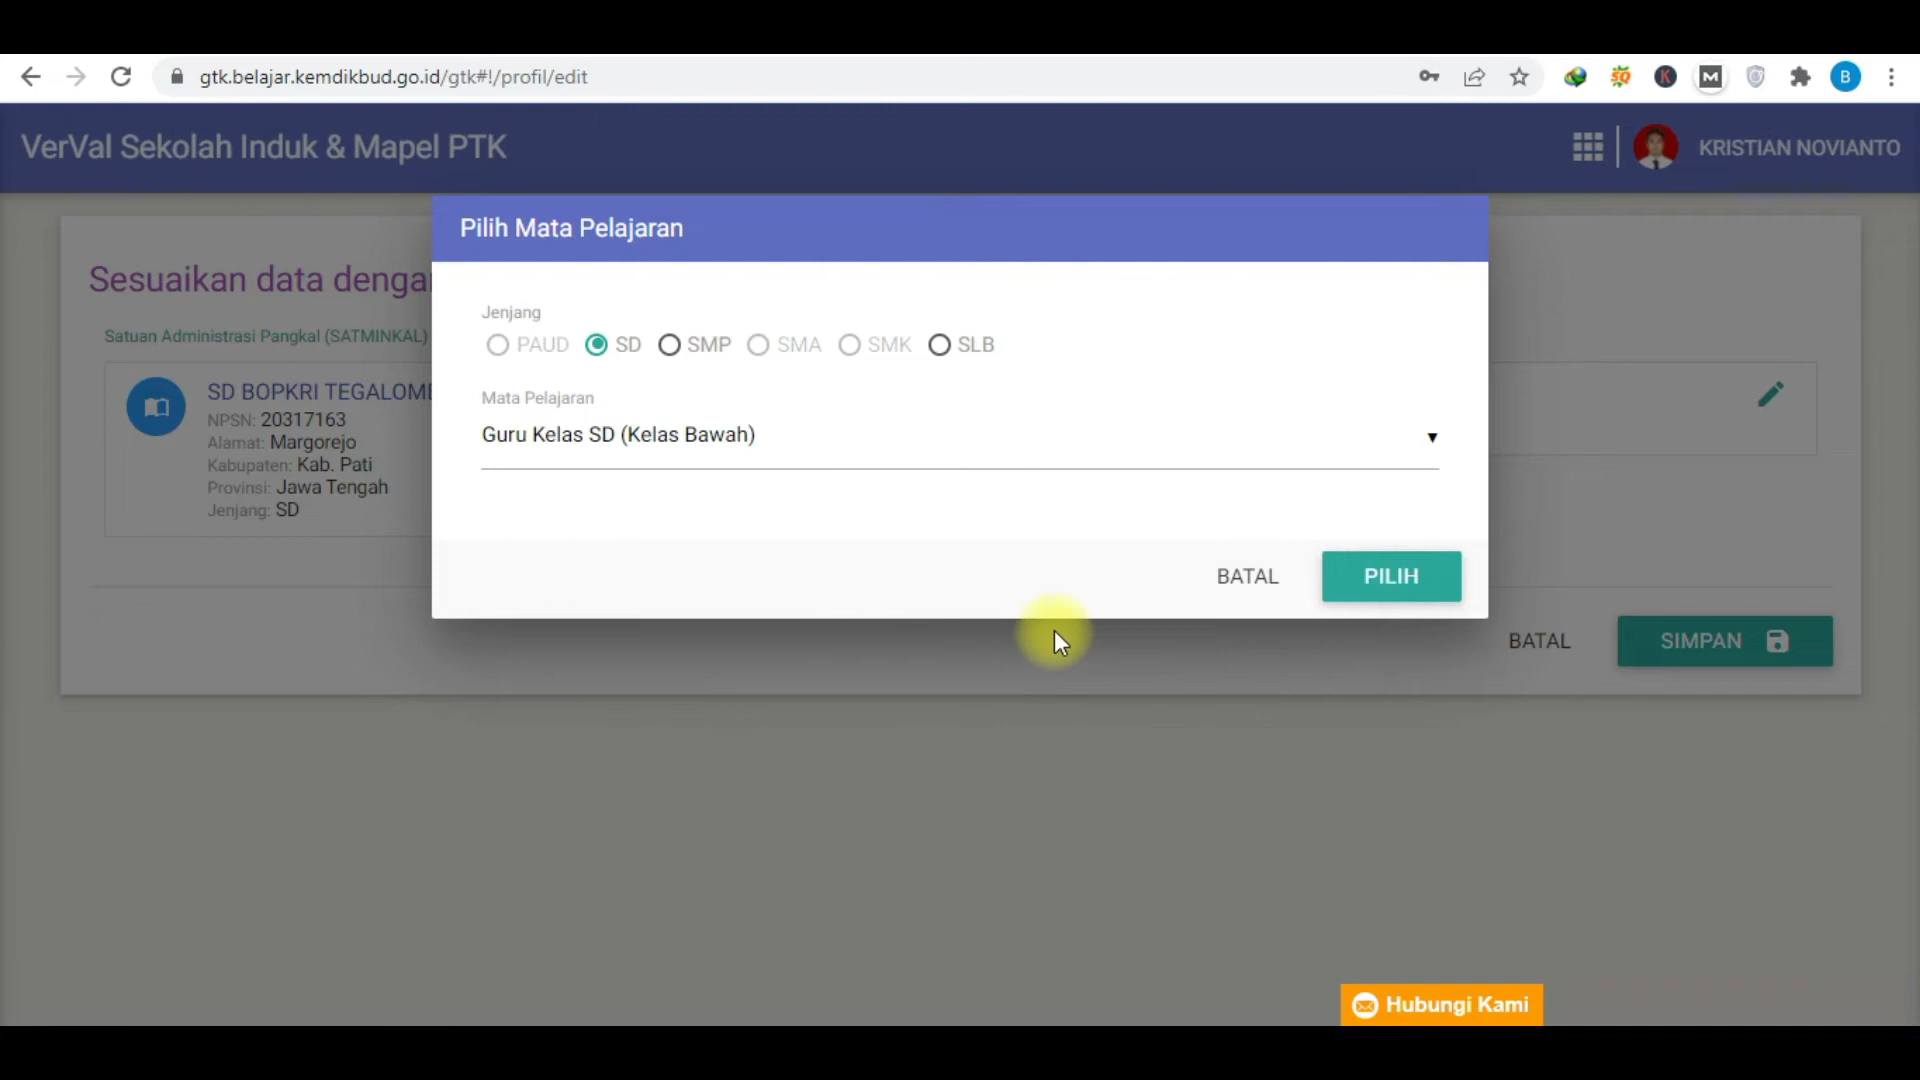 gtk.belajar.kemdikbud.go.id/gtk#!/profil/edit
B
VerVal Sekolah Induk & Mapel PTK
KRISTIAN NOVIANTO
Pilih Mata Pelajaran
Sesuaikan data
Satuan Administrasi Pangkal (SATMINKAL)
SD BOPKRI
NPSN: 20317163
Alamat: Margorejo
Kabupaten: Kab. Pati
Provinsi: Jawa Tengah
Jenjang: SD
Jenjang
PAUD SD SMP SMA SMK SLB
Mata Pelajaran
Guru Kelas SD (Kelas Bawah)
BATAL PILIH
BATAL SIMPAN
Hubungi Kami